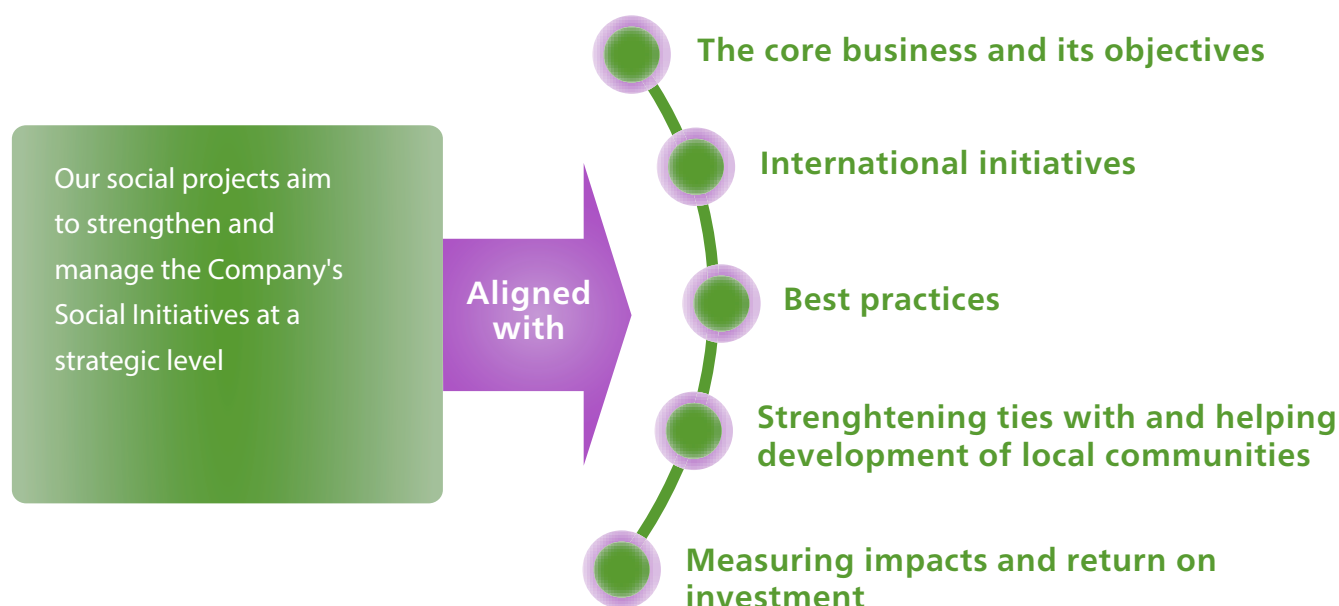 Our social projects aim
to strengthen and
manage the Company's
Social Initiatives at a
strategic level
Aligned
with
The core business and its objectives
International initiatives
Best practices
Strenghtening ties with and helping
development of local communities
Measuring impacts and return on
investment